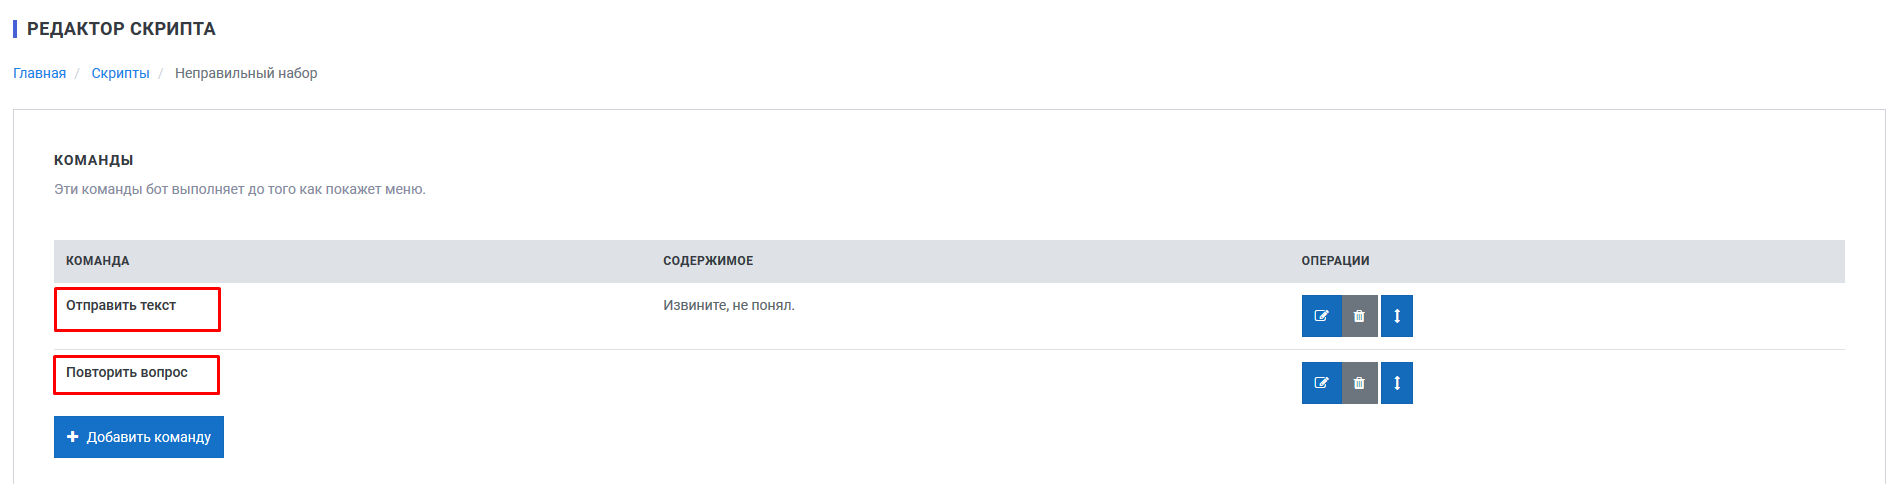 РЕДАКТОР СКРИПТА
Главная / Скрипты / Неправильный набор
КОМАНДЫ
Эти команды бот выполняет до того как покажет меню.
КОМАНДА СОДЕРЖИМОЕ ОПЕРАЦИИ
Отправить текст Извините, не понял.
Повторить вопрос
Добавить команду